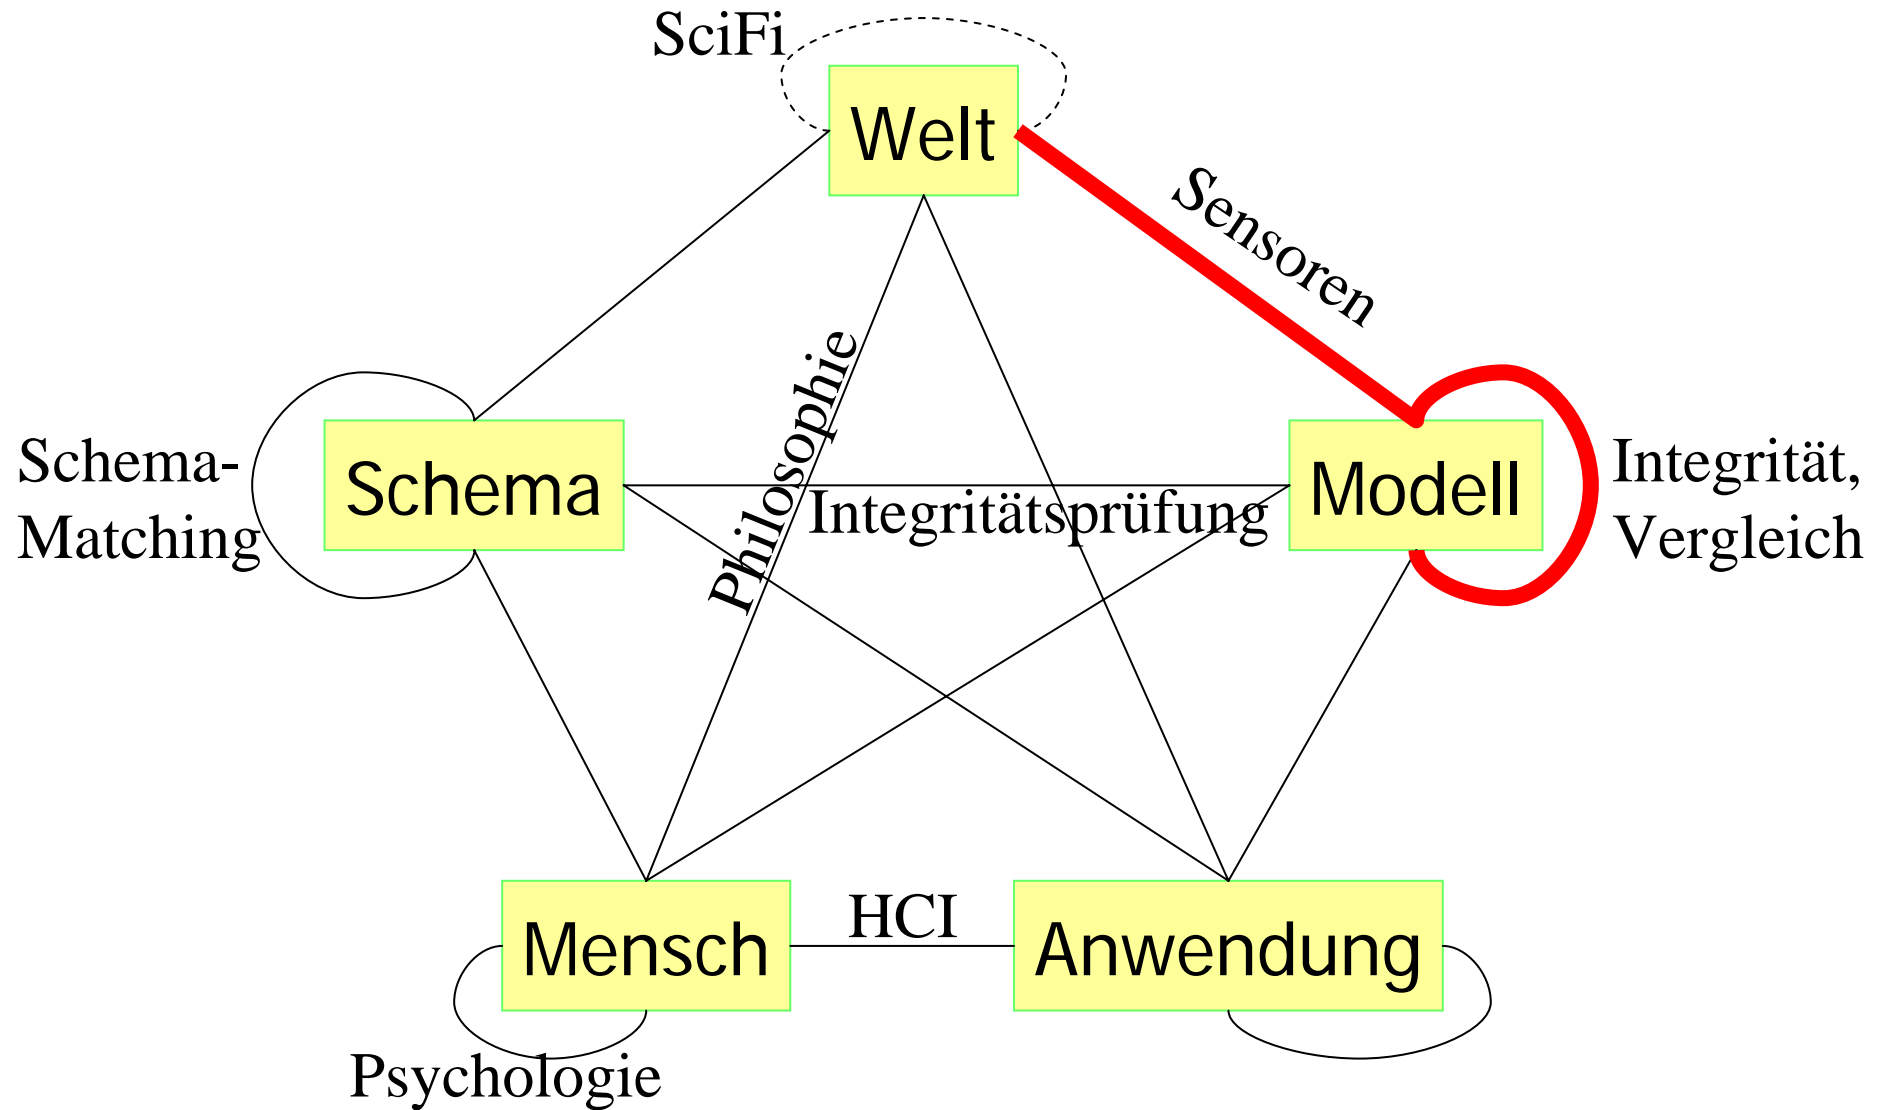 SciFi
Welt
Sensoren
Philosophie
Schema-
Matching
Schema
Integritätsprüfung
Modell
Integrität,
Vergleich
Mensch
HCI
Anwendung
Psychologie